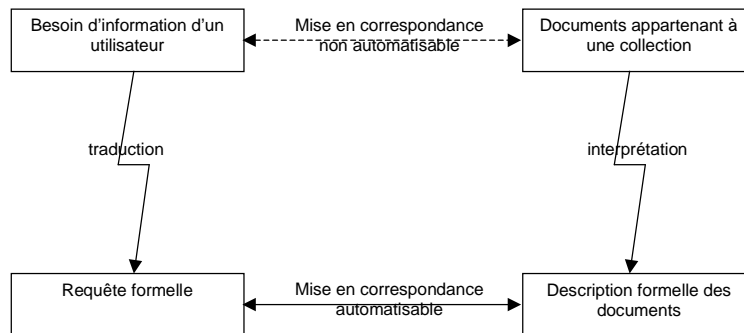 Besoin d'information d'un
utilisateur
Mise en correspondance
non automatisable
Documents appartenant à
une collection
traduction
interprétation
Requête formelle
Mise en correspondance
automatisable
Description formelle des
documents